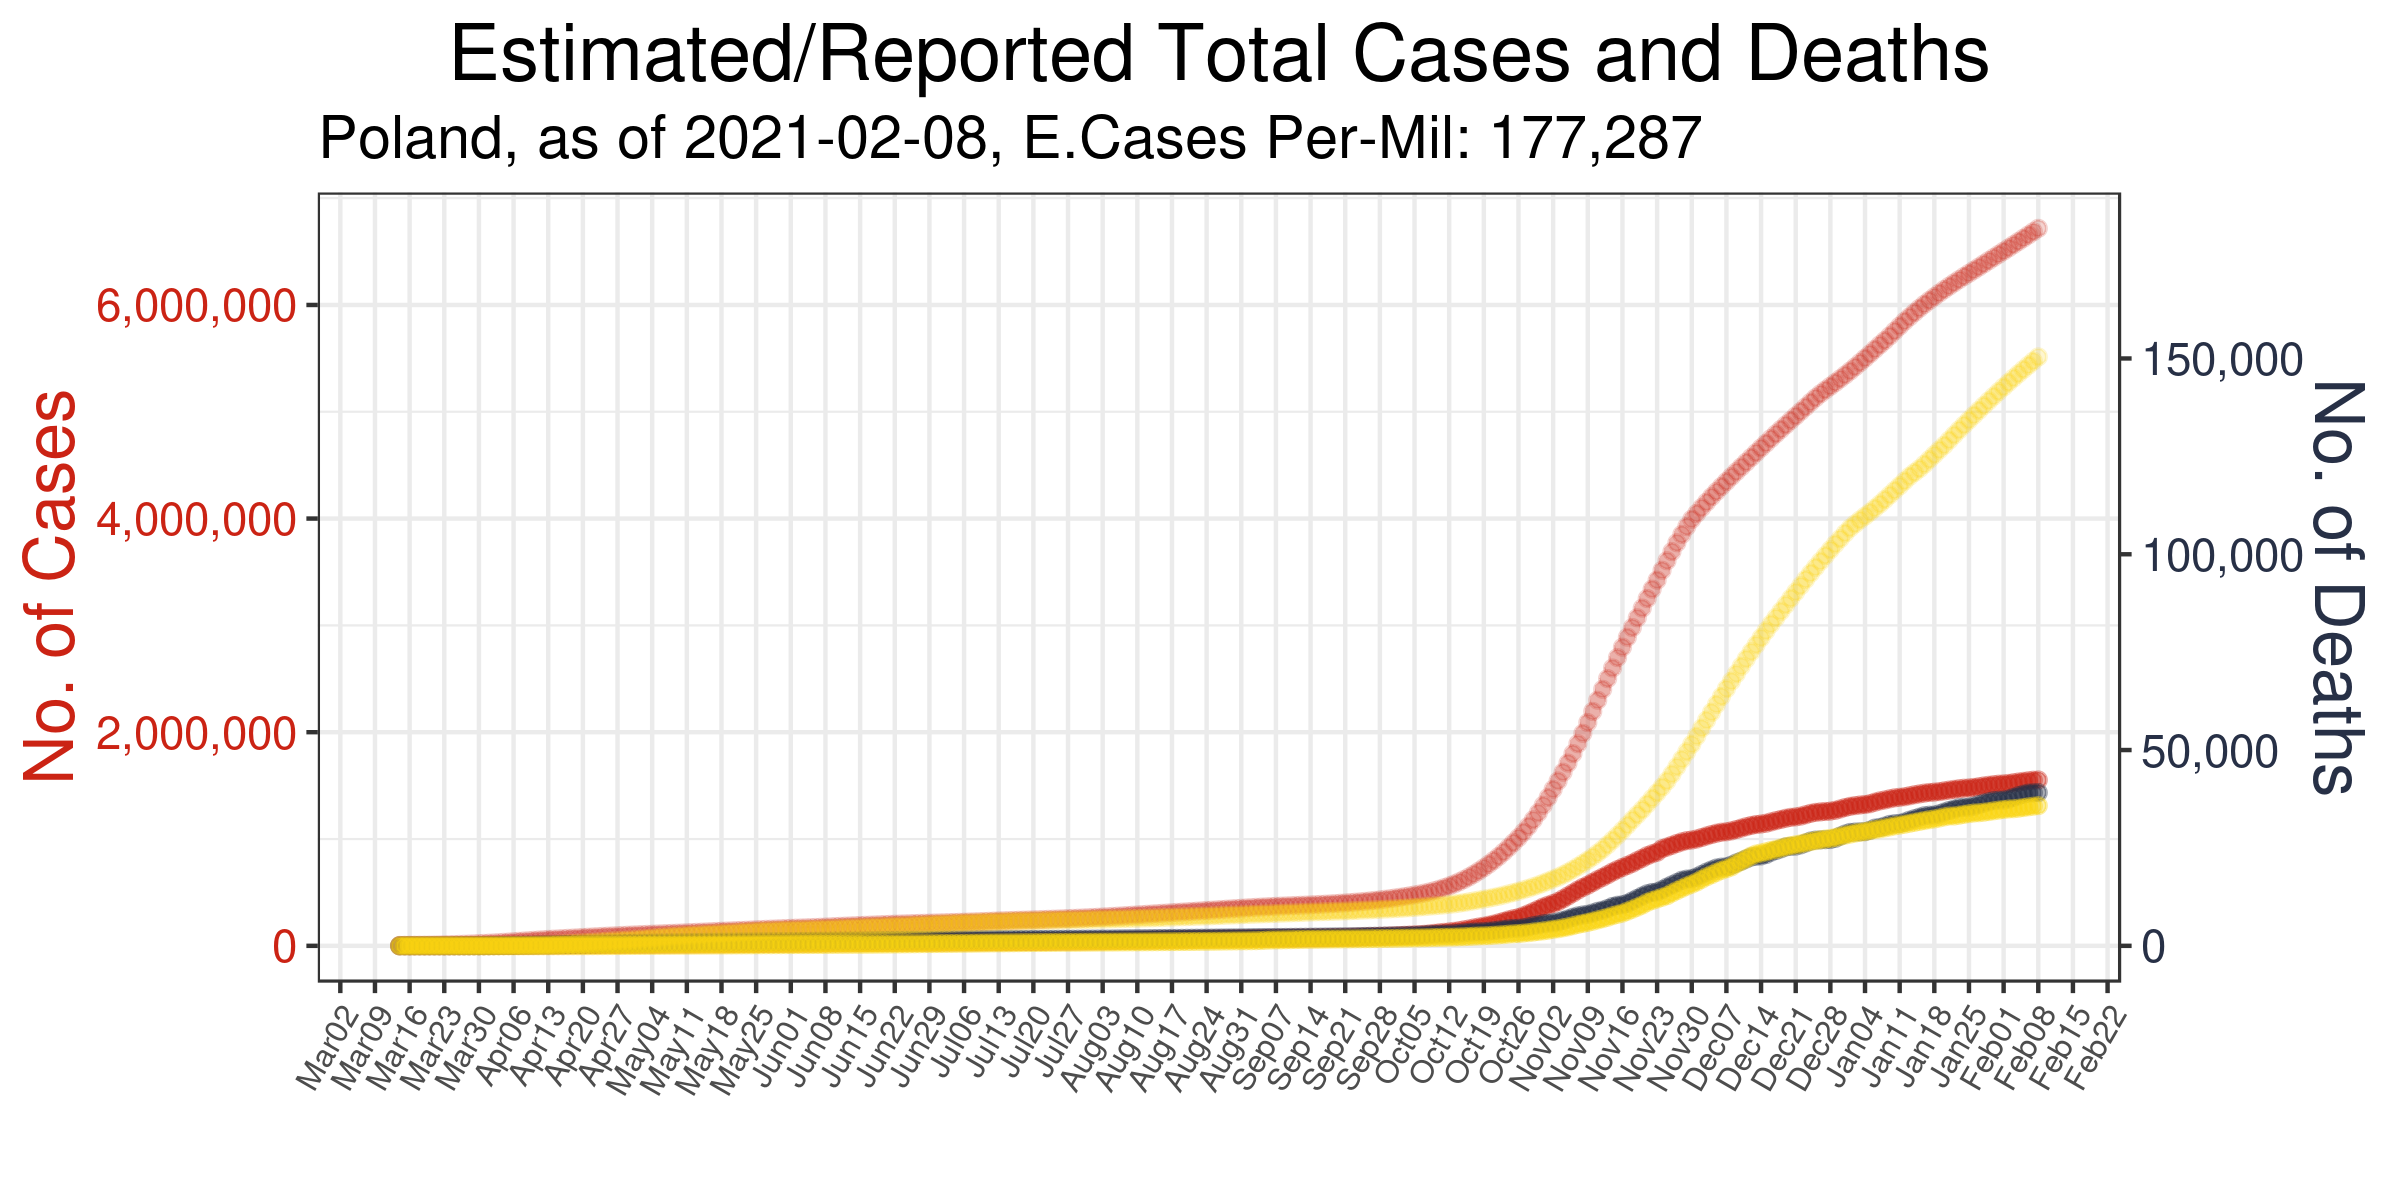 Estimated/Reported Total Cases and Deaths
Poland, as of 2021-02-08, E.Cases Per-Mil: 177,287
No. of Cases
6,000,000
4,000,000
2,000,000
0
150,000
100,000
50,000
0
No. of Deaths
Mar02
Mar09
Mar16
Mar23
Mar30
Apr06
Apr13
Apr20
Apr27
May04
May11
May18
May25
Jun01
Jun08
Jun15
Jun22
Jun29
Jul06
Jul13
Jul20
Jul27
Aug03
Aug10
Aug17
Aug24
Aug31
Sep07
Sep14
Sep21
Sep28
Oct05
Oct12
Oct19
Oct26
Nov02
Nov09
Nov16
Nov23
Nov30
Dec07
Dec14
Dec21
Dec28
Jan04
Jan11
Jan18
Jan25
Feb01
Feb08
Feb15
Feb22